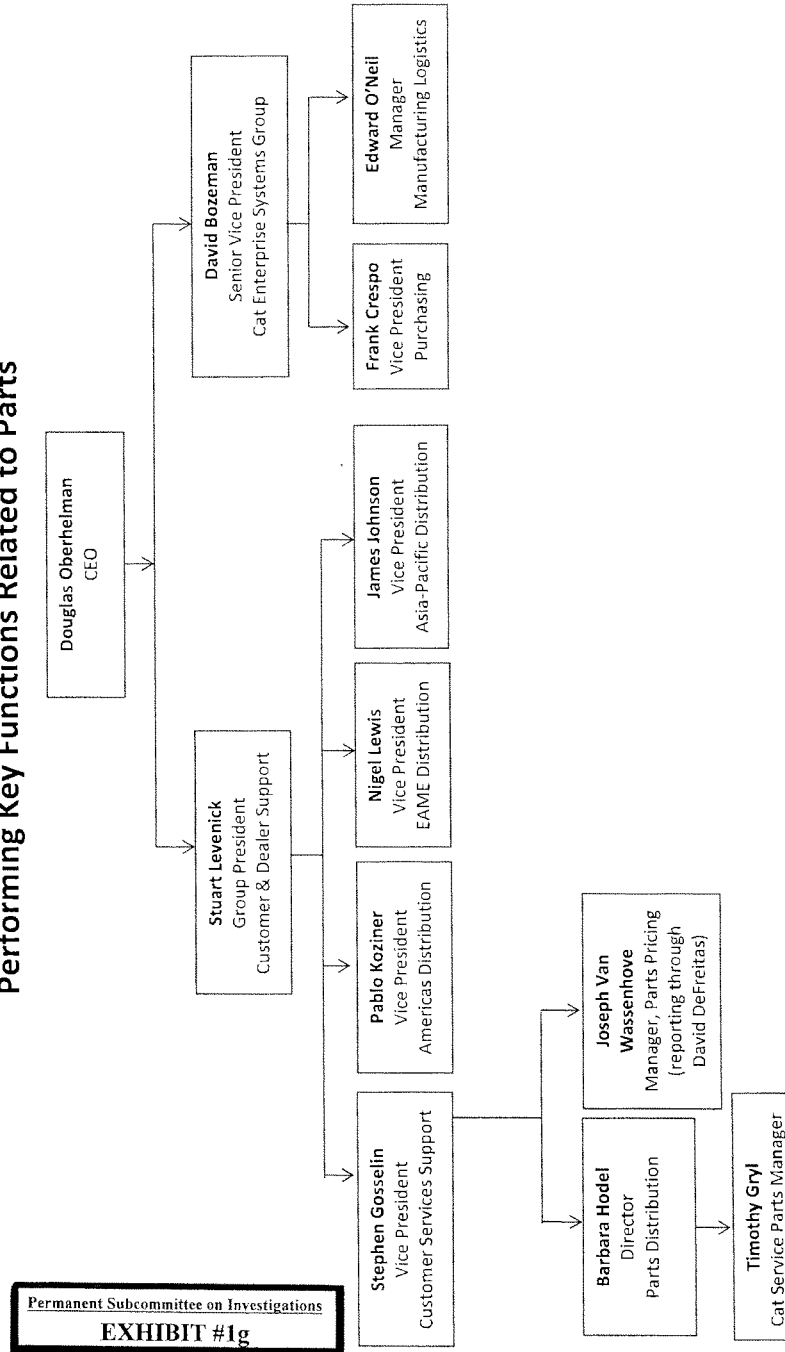 Performing Key Functions Related to Parts
Permanent Subcommittee on Investigations
EXHIBIT #1g
Douglas Oberhelman
CEO
Stuart Levenick
Group President
Customer & Dealer Support
David Bozeman
Senior Vice President
Cat Enterprise Systems Group
Stephen Gosselin
Vice President
Customer Services Support
Pablo Koziner
Vice President
Americas Distribution
Nigel Lewis
Vice President
EAME Distribution
James Johnson
Vice President
Asia-Pacific Distribution
Frank Crespo
Vice President
Purchasing
Edward O'Neil
Manager
Manufacturing Logistics
Barbara Hodel
Director
Parts Distribution
Joseph Van
Wassenhove
Manager, Parts Pricing
(reporting through
David DeFreitas)
Timothy Gryl
Cat Service Parts Manager